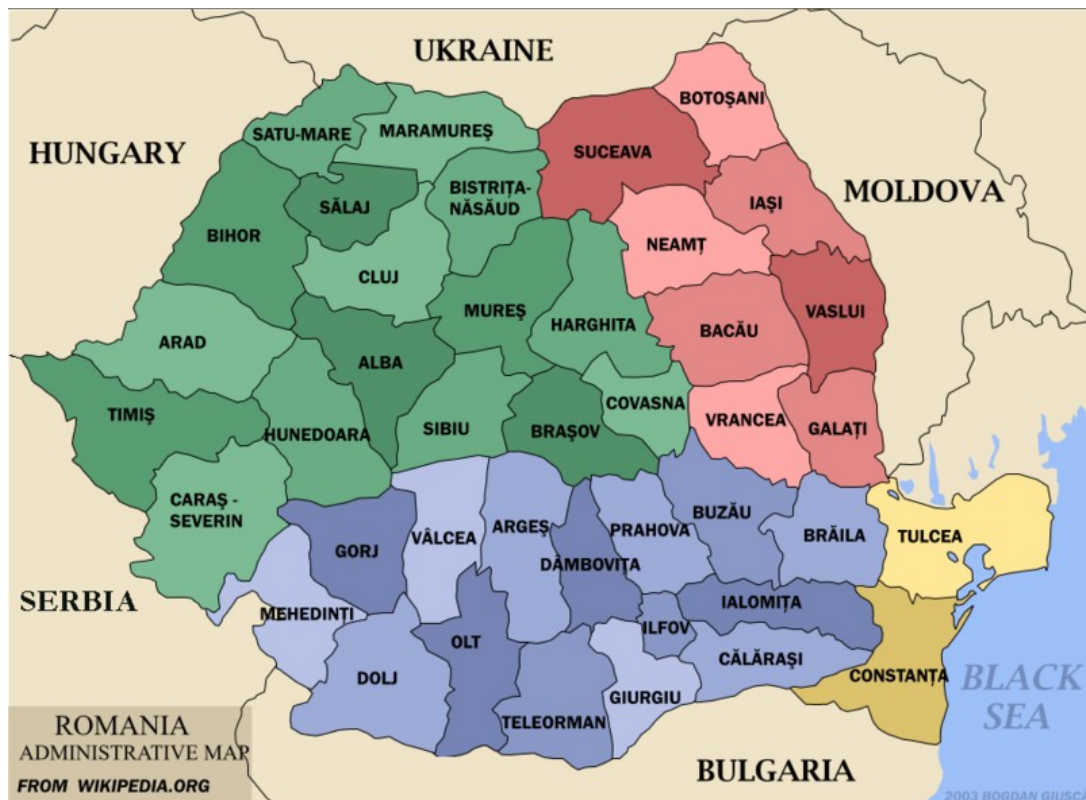 UKRAINE
BOTOŞANI
SATU-MARE
MARAMUREŞ
HUNGARY
SUCEAVA
MOLDOVA
BISTRIŢA-
NĂSĂUD
SĂLAJ
IAŞI
BIHOR
NEAMŢ
CLUJ
MUREŞ
VASLUI
HARGHITA
BACĂU
ARAD
ALBA
COVASNA
TIMIŞ
VRANCEA
GALAŢI
HUNEDOARA
SIBIU
BRAŞOV
CARAŞ -
SEVERIN
BUZĂU
ARGEŞ
PRAHOVA
BRĂILA
TULCEA
VÂLCEA
GORJ
DÂMBOVIŢA
SERBIA
IALOMIŢA
MEHEDINŢI
ILFOV
OLT
CĂLĂRAŞI
CONSTANŢA
DOLJ
GIURGIU
BLACK
SEA
TELEORMAN
ROMANIA
ADMINISTRATIVE MAP
FROM WIKIPEDIA.ORG
BULGARIA
2003 BOGDAN GIUSCA